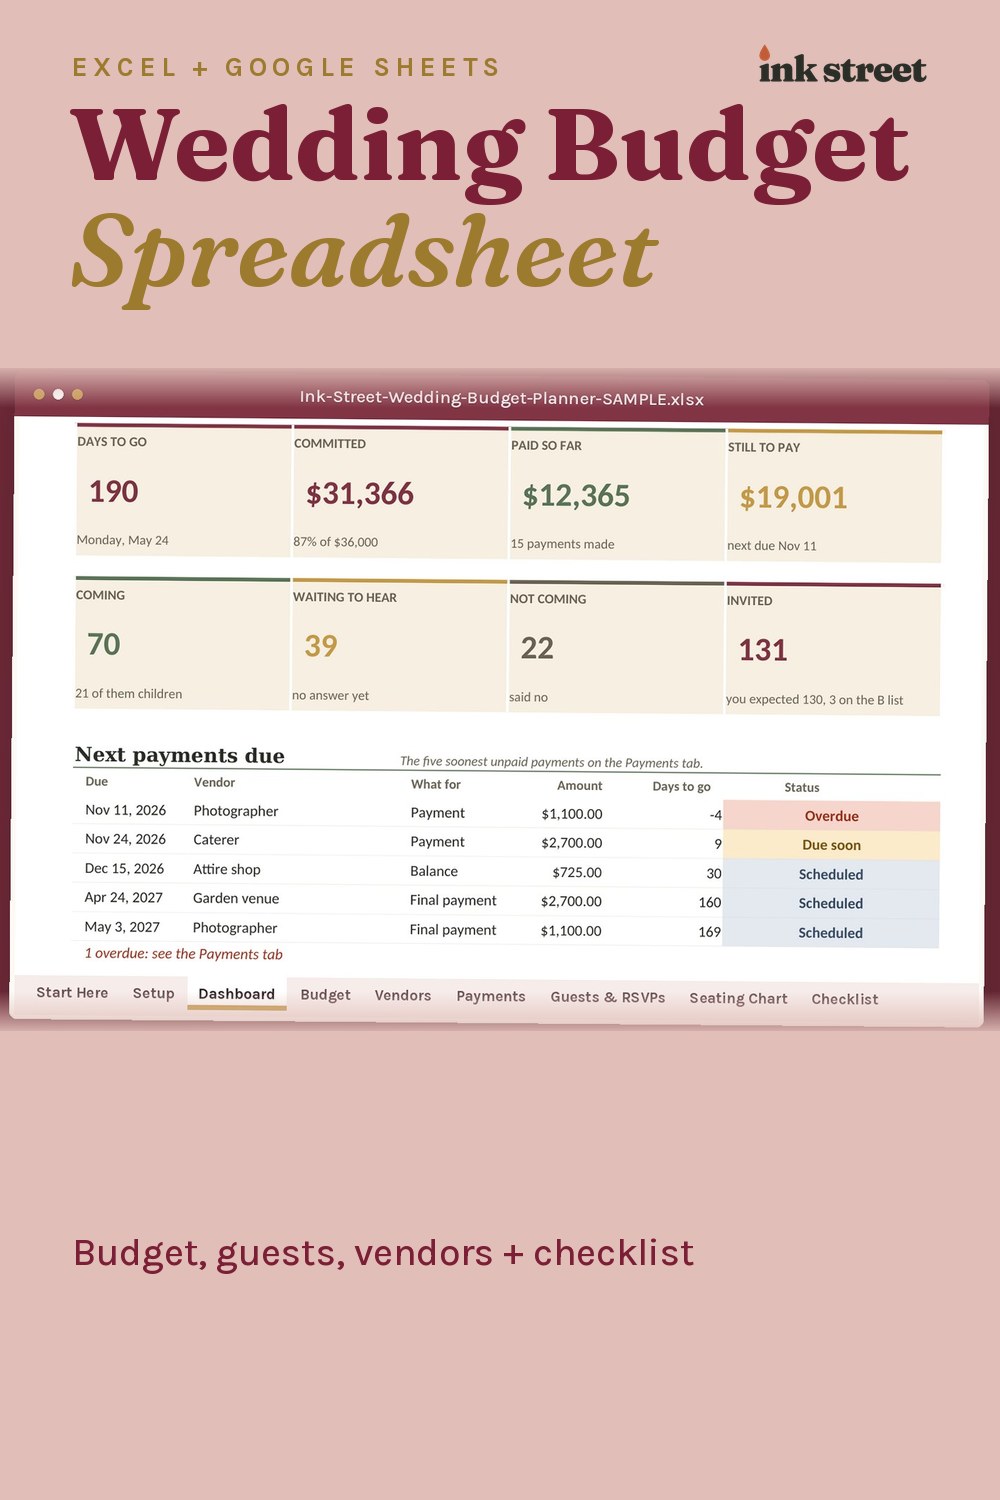 EXCEL + GOOGLE SHEETS
ink street
Wedding Budget
Spreadsheet
Ink-Street-Wedding-Budget-Planner-SAMPLE.xlsx
DAYS TO GO COMMITTED PAID SO FAR STILL TO PAY
190 $31,366 $12,365 $19,001
Monday, May 24 87% of $36,000 15 payments made next due Nov 11
COMING WAITING TO HEAR NOT COMING INVITED
70 39 22 131
21 of them children no answer yet said no you expected 130, 3 on the B list
Next payments due The five soonest unpaid payments on the Payments tab.
Due Vendor What for Amount Days to go Status
Nov 11, 2026 Photographer Payment $1,100.00 -4 Overdue
Nov 24, 2026 Caterer Payment $2,700.00 9 Due soon
Dec 15, 2026 Attire shop Balance $725.00 30 Scheduled
Apr 24, 2027 Garden venue Final payment $2,700.00 160 Scheduled
May 3, 2027 Photographer Final payment $1,100.00 169 Scheduled
1 overdue: see the Payments tab
Start Here Setup Dashboard Budget Vendors Payments Guests & RSVPs Seating Chart Checklist
Budget, guests, vendors + checklist